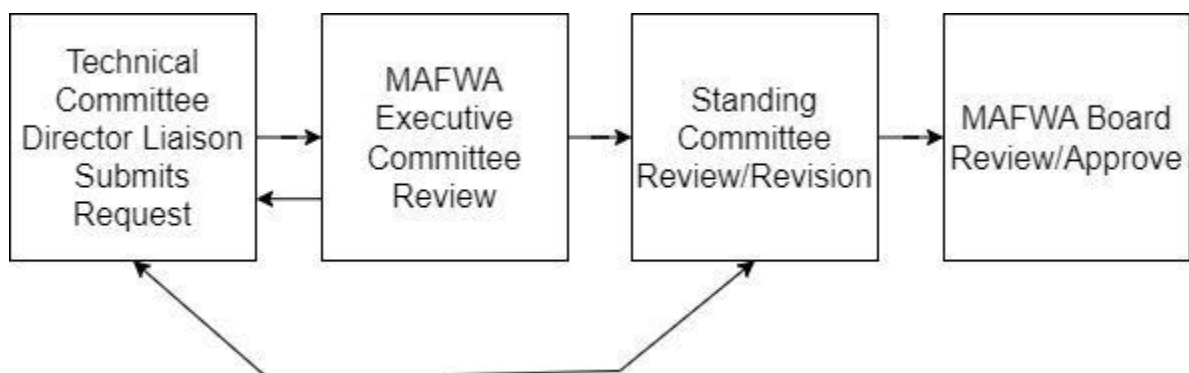 Technical
Committee
Director Liaison
Submits
Request
MAFWA
Executive
Committee
Review
Standing
Committee
Review/Revision
MAFWA Board
Review/Approve